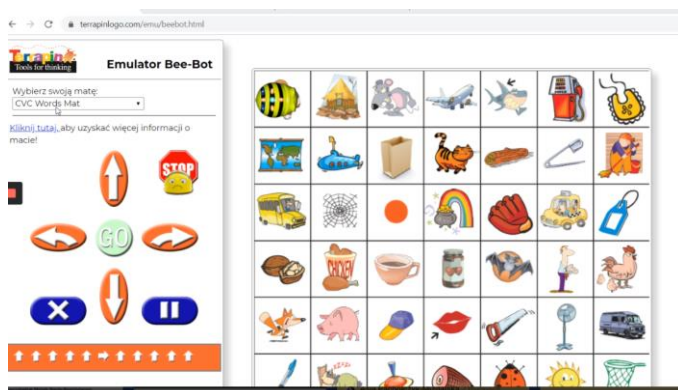 terrapinlogo.com/emu/beebot.html
Terrapin
Tools for thinking
Emulator Bee-Bot
Wybierz swoją matę:
CVC Words Mat
Kliknij tutaj, aby uzyskać więcej informacji o
macie!
STOP
GO
CHICKEN